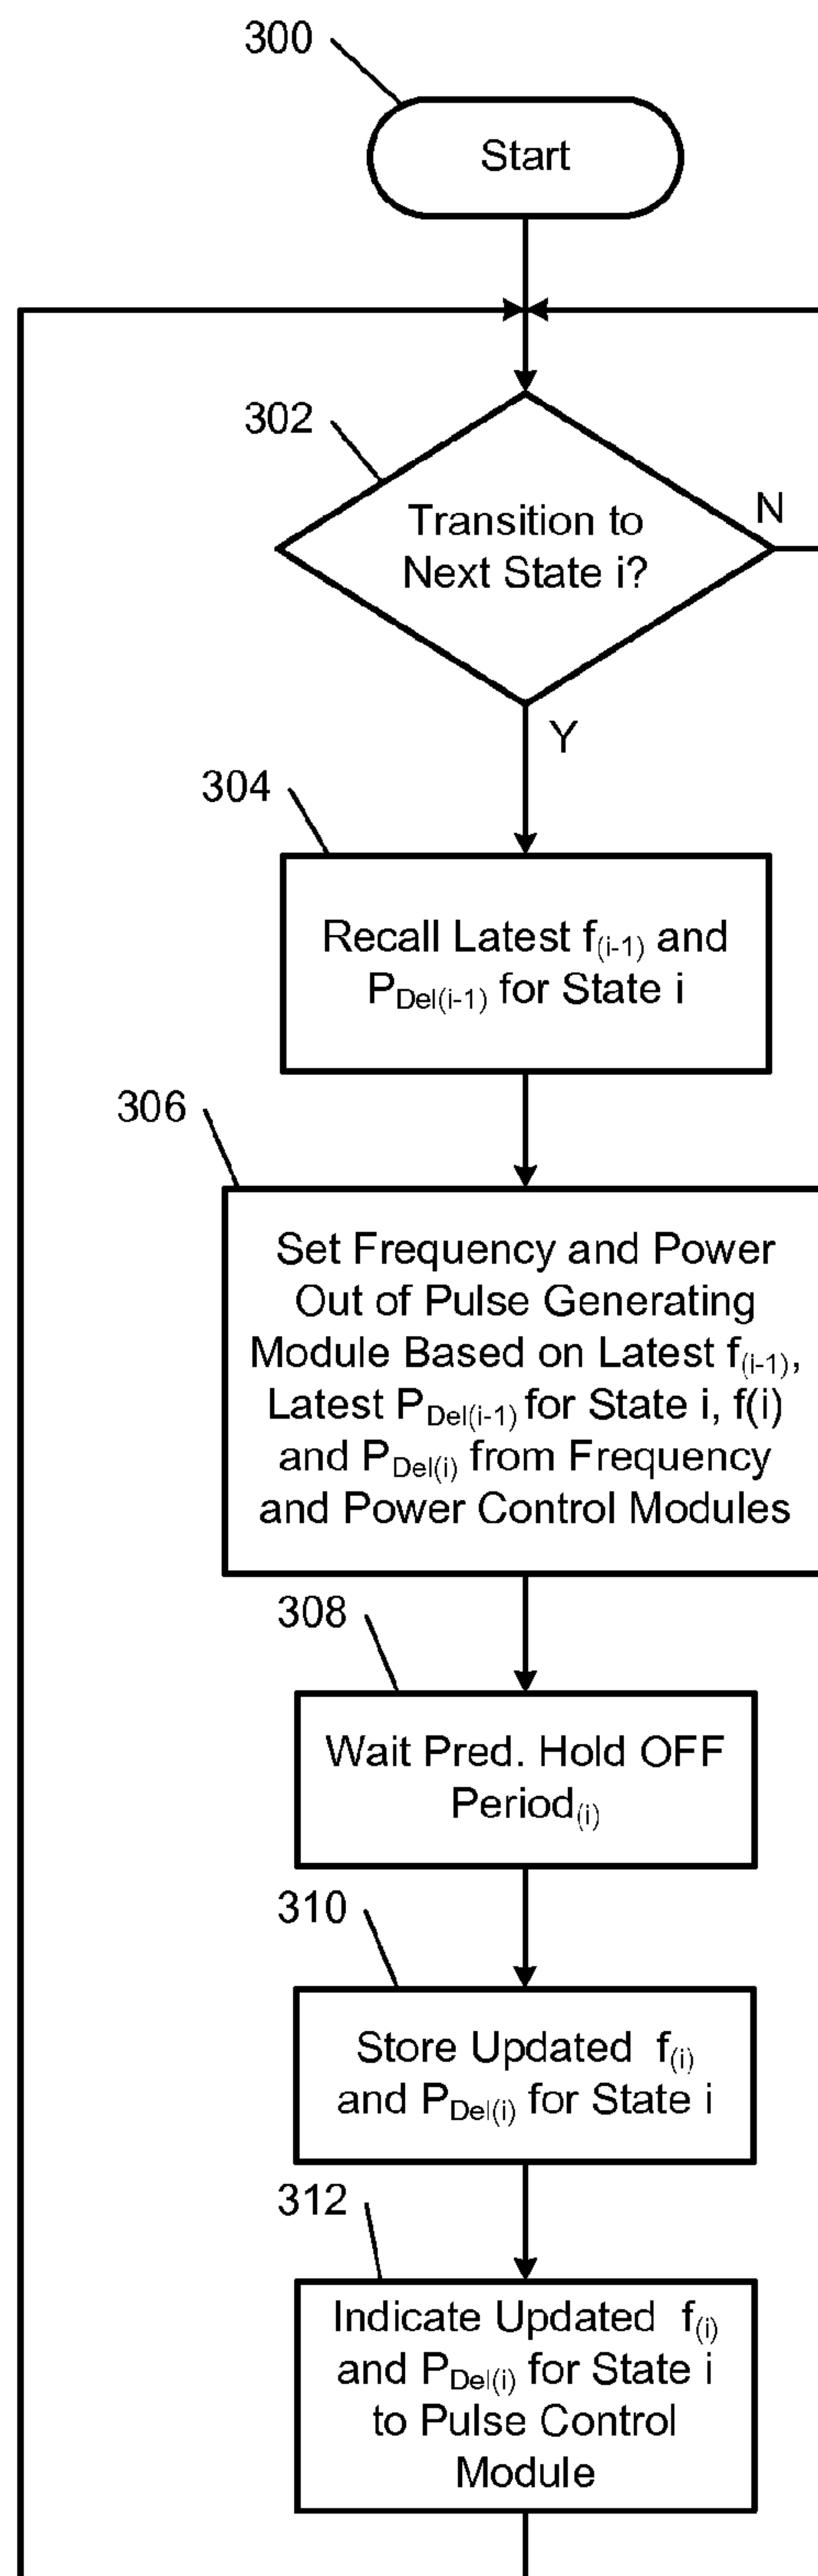 300
Start
302
Transition to
Next State i?
N
Y
304
Recall Latest f(i-1) and
PDel(i-1) for State i
306
Set Frequency and Power
Out of Pulse Generating
Module Based on Latest f(i-1),
Latest PDel(i-1) for State i, f(i)
and PDel(i) from Frequency
and Power Control Modules
308
Wait Pred. Hold OFF
Period(i)
310
Store Updated f(i)
and PDel(i) for State i
312
Indicate Updated f(i)
and PDel(i) for State i
to Pulse Control
Module